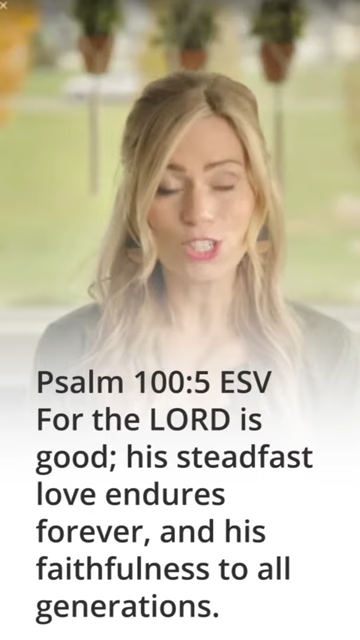 Psalm 100:5 ESV
For the LORD is
good; his steadfast
love endures
forever, and his
faithfulness to all
generations.